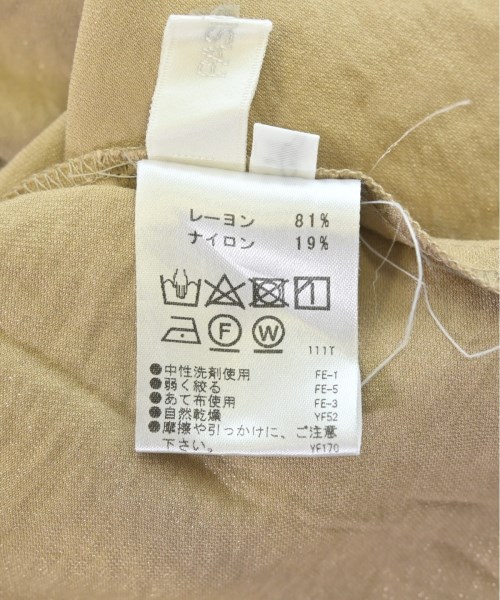 レーヨン 81%
ナイロン 19%
F W
111T
●中性洗剤使用 FE-1
●弱く絞る FE-5
●あて布使用 FE-3
●自然乾燥 YF52
●摩擦や引っかけに、ご注意
下さい。 YF170